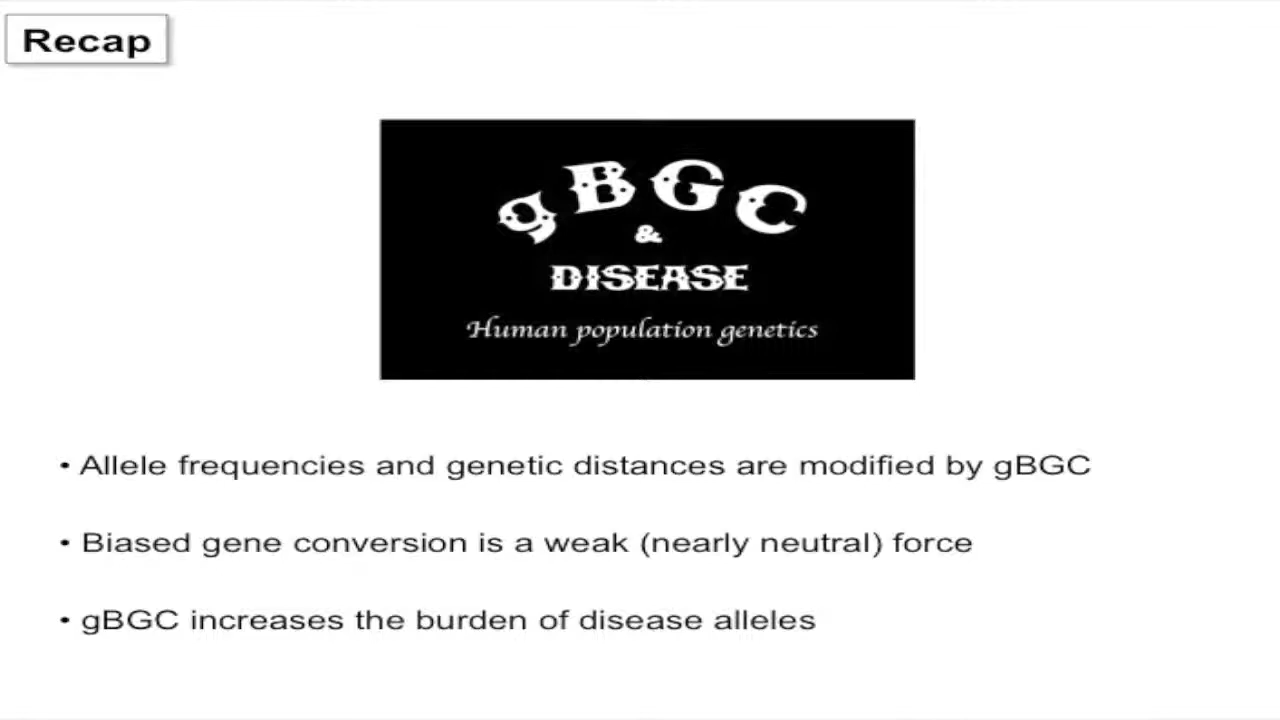 Recap
gBGC
&
DISEASE
Human population genetics
• Allele frequencies and genetic distances are modified by gBGC
• Biased gene conversion is a weak (nearly neutral) force
• gBGC increases the burden of disease alleles